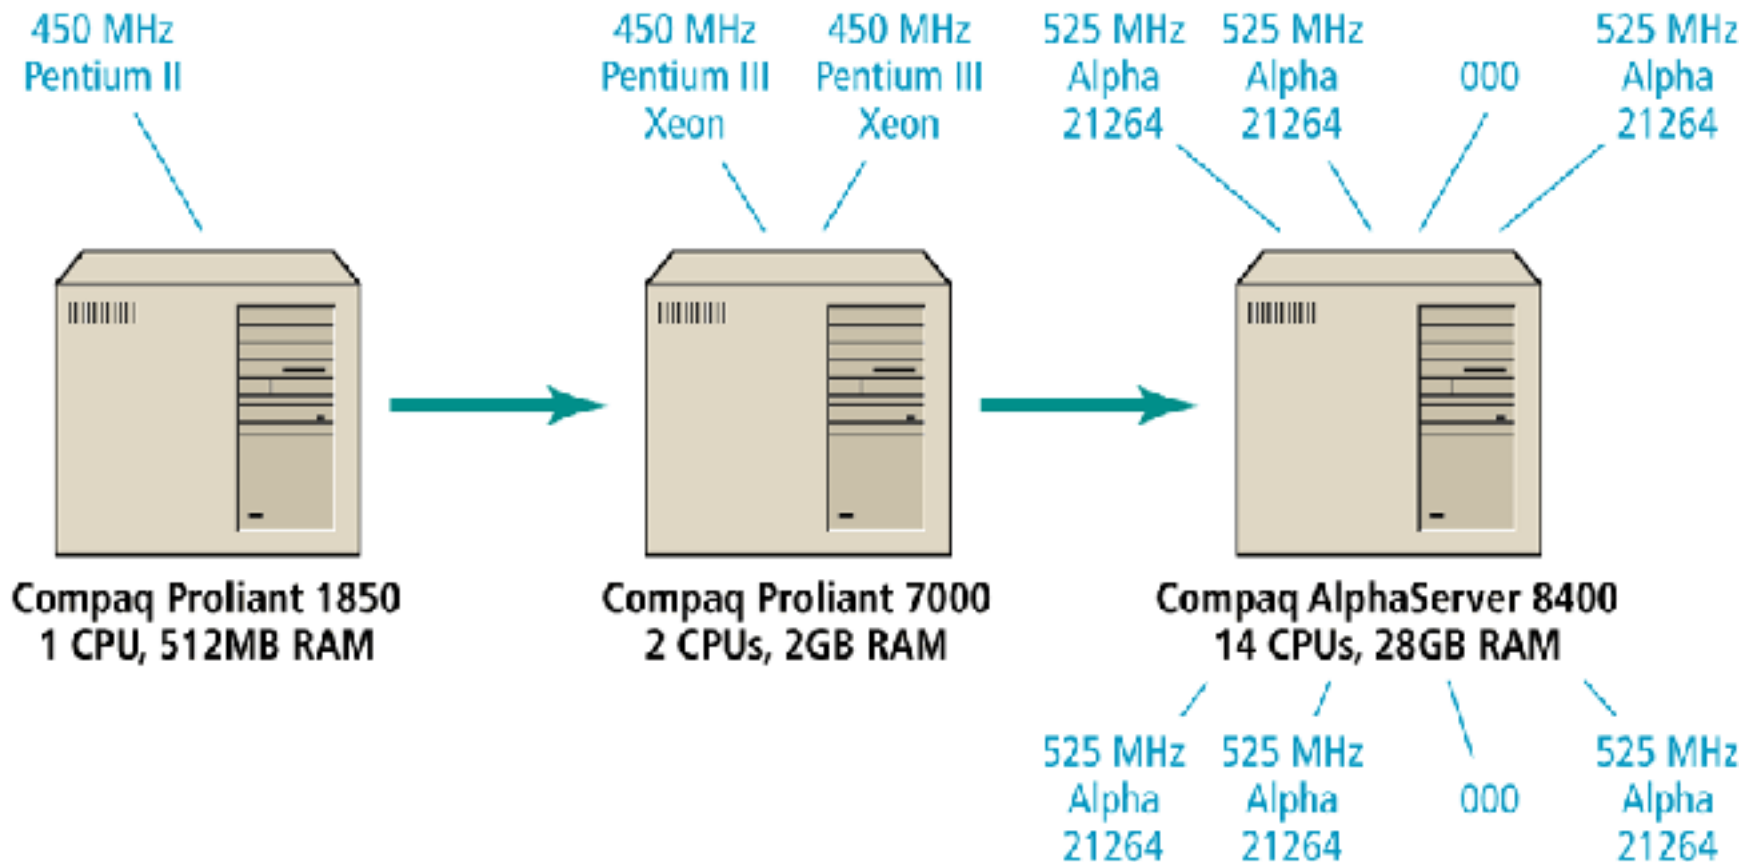 450 MHz
Pentium II
450 MHz
Pentium III
Xeon
450 MHz
Pentium III
Xeon
525 MHz
Alpha
21264
525 MHz
Alpha
21264
000
525 MHz
Alpha
21264
Compaq Proliant 1850
1 CPU, 512MB RAM
Compaq Proliant 7000
2 CPUs, 2GB RAM
Compaq AlphaServer 8400
14 CPUs, 28GB RAM
525 MHz
Alpha
21264
525 MHz
Alpha
21264
000
525 MHz
Alpha
21264